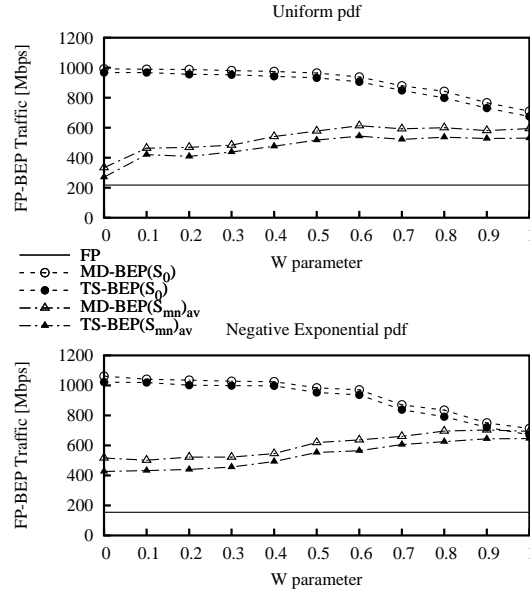 Uniform pdf
FP-BEP Traffic [Mbps]
1200
1000
800
600
400
200
0
0 0.1 0.2 0.3 0.4 0.5 0.6 0.7 0.8 0.9 1
W parameter
FP
MD-BEP(S0)
TS-BEP(S0)
MD-BEP(Smn)av
TS-BEP(Smn)av
Negative Exponential pdf
FP-BEP Traffic [Mbps]
1200
1000
800
600
400
200
0
0 0.1 0.2 0.3 0.4 0.5 0.6 0.7 0.8 0.9 1
W parameter